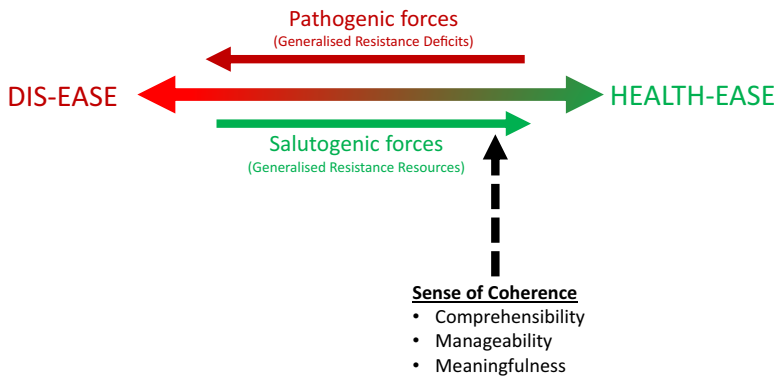 Pathogenic forces
(Generalised Resistance Deficits)
DIS-EASE
HEALTH-EASE
Salutogenic forces
(Generalised Resistance Resources)
Sense of Coherence
• Comprehensibility
• Manageability
• Meaningfulness